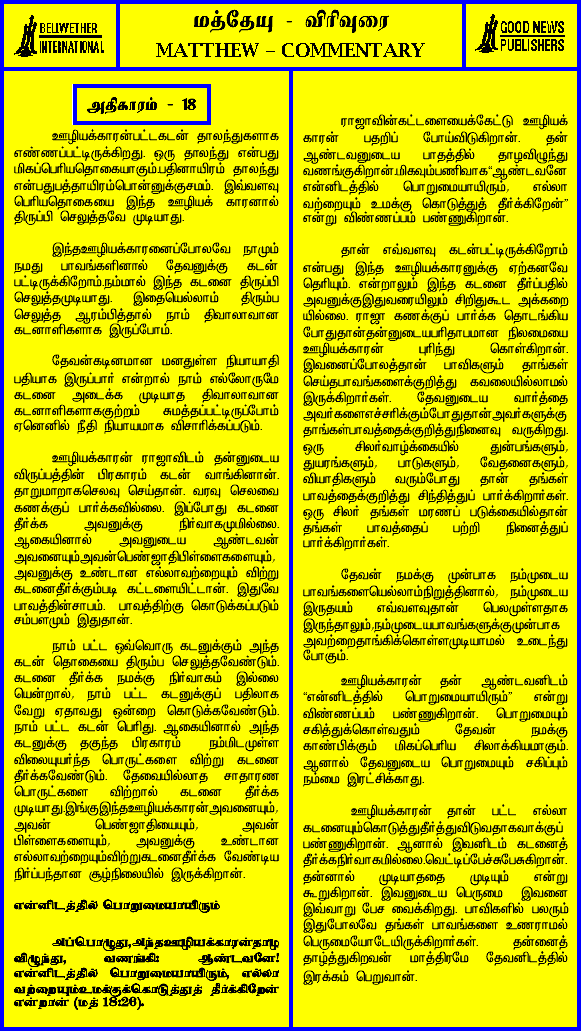 BELIWETHER
INTERNATIONAL
மத்தேயு - விரிவுரை
MATTHEW – COMMENTARY
GOOD NEWS
PUBLISHERS
அதிகாரம் - 18
ஊழியக்காரன்பட்டகடன் தாலந்துகளாக
எண்ணப்பட்டிருக்கிறது. ஒரு தாலந்து என்பது
மிகப்பெரியதொகையாகும்.பதினாயிரம் தாலந்து
என்பதுபத்தாயிரம்பொன்னுக்குசமம். இவ்வளவு
பெரியதொகையை இந்த ஊழியக் காரனால்
திருப்பி செலுத்தவே முடியாது.
இந்தஊழியக்காரனைப்போலவே நாமும்
நமது பாவங்களினால் தேவனுக்கு கடன்
பட்டிருக்கிறோம்.நம்மால் இந்த கடனை திருப்பி
செலுத்தமுடியாது. இதையெல்லாம் திரும்ப
செலுத்த ஆரம்பித்தால் நாம் திவாலாவான
கடனாளிகளாக இருப்போம்.
தேவன்கடினமான மனதுள்ள நியாயாதி
பதியாக இருப்பார் என்றால் நாம் எல்லோருமே
கடனை அடைக்க முடியாத திவாலாவான
கடனாளிகளாககுற்றம் சுமத்தப்பட்டிருப்போம்
ஏனெனில் நீதி நியாயமாக விசாரிக்கப்படும்.
ஊழியக்காரன் ராஜாவிடம் தன்னுடைய
விருப்பத்தின் பிரகாரம் கடன் வாங்கினான்.
தாறுமாறாகசெலவு செய்தான். வரவு செலவை
கணக்குப் பார்க்கவில்லை. இப்போது கடனை
தீர்க்க அவனுக்கு நிர்வாகமுமில்லை.
ஆகையினால் அவனுடைய ஆண்டவன்
அவனையும்அவன்பெண்ஜாதிபிள்ளைகளையும்,
அவனுக்கு உண்டான எல்லாவற்றையும் விற்று
கடனைதீர்க்கும்படி கட்டளையிட்டான். இதுவே
பாவத்தின்சாபம். பாவத்திற்கு கொடுக்கப்படும்
சம்பளமும் இதுதான்.
நாம் பட்ட ஒவ்வொரு கடனுக்கும் அந்த
கடன் தொகையை திரும்ப செலுத்தவேண்டும்.
கடனை தீர்க்க நமக்கு நிர்வாகம் இல்லை
யென்றால், நாம் பட்ட கடனுக்குப் பதிலாக
வேறு ஏதாவது ஒன்றை கொடுக்கவேண்டும்.
நாம் பட்ட கடன் பெரிது. ஆகையினால் அந்த
கடனுக்கு தகுந்த பிரகாரம் நம்மிடமுள்ள
விலையுயர்ந்த பொருட்களை விற்று கடனை
தீர்க்கவேண்டும். தேவையில்லாத சாதாரண
பொருட்களை விற்றால் கடனை தீர்க்க
முடியாது.இங்குஇந்தஊழியக்காரன்அவனையும்,
அவன் பெண்ஜாதியையும், அவன்
பிள்ளைகளையும், அவனுக்கு உண்டான
எல்லாவற்றையும்விற்றுகடனைதீர்க்க வேண்டிய
நிர்ப்பந்தான சூழ்நிலையில் இருக்கிறான்.
என்னிடத்தில் பொறுமையாயிரும்
அப்பொழுது,அந்தஊழியக்காரன்தாழ
விழுந்து, வணங்கி: ஆண்டவனே!
என்னிடத்தில் பொறுமையாயிரும், எல்லா
வற்றையும்உமக்குக்கொடுத்துத் தீர்க்கிறேன்
என்றான் (மத் 18:26).
ராஜாவின்கட்டளையைக்கேட்டு ஊழியக்
காரன் பதறிப் போய்விடுகிறான். தன்
ஆண்டவனுடைய பாதத்தில் தாழவிழுந்து
வணங்குகிறான்.மிகவும்பணிவாக“ஆண்டவனே
என்னிடத்தில் பொறுமையாயிரும், எல்லா
வற்றையும் உமக்கு கொடுத்துத் தீர்க்கிறேன்”
என்று விண்ணப்பம் பண்ணுகிறான்.
தான் எவ்வளவு கடன்பட்டிருக்கிறோம்
என்பது இந்த ஊழியக்காரனுக்கு ஏற்கனவே
தெரியும். என்றாலும் இந்த கடனை தீர்ப்பதில்
அவனுக்குஇதுவரையிலும் சிறிதுகூட அக்கறை
யில்லை. ராஜா கணக்குப் பார்க்க தொடங்கிய
போதுதான்தன்னுடையபரிதாபமான நிலமையை
ஊழியக்காரன் புரிந்து கொள்கிறான்.
இவனைப்போலத்தான் பாவிகளும் தாங்கள்
செய்தபாவங்களைக்குறித்து கவலையில்லாமல்
இருக்கிறார்கள். தேவனுடைய வார்த்தை
அவர்களைஎச்சரிக்கும்போதுதான்அவர்களுக்கு
தாங்கள்பாவத்தைக்குறித்துநினைவு வருகிறது.
ஒரு சிலர்வாழ்க்கையில் துன்பங்களும்,
துயரங்களும், பாடுகளும், வேதனைகளும்,
வியாதிகளும் வரும்போது தான் தங்கள்
பாவத்தைக்குறித்து சிந்தித்துப் பார்க்கிறார்கள்.
ஒரு சிலர் தங்கள் மரணப் படுக்கையில்தான்
தங்கள் பாவத்தைப் பற்றி நினைத்துப்
பார்க்கிறார்கள்.
தேவன் நமக்கு முன்பாக நம்முடைய
பாவங்களையெல்லாம்நிறுத்தினால், நம்முடைய
இருதயம் எவ்வளவுதான் பெலமுள்ளதாக
இருந்தாலும்,நம்முடையபாவங்களுக்குமுன்பாக
அவற்றைதாங்கிக்கொள்ளமுடியாமல் உடைந்து
போகும்.
ஊழியக்காரன் தன் ஆண்டவனிடம்
“என்னிடத்தில் பொறுமையாயிரும்” என்று
விண்ணப்பம் பண்ணுகிறான். பொறுமையும்
சகித்துக்கொள்வதும் தேவன் நமக்கு
காண்பிக்கும் மிகப்பெரிய சிலாக்கியமாகும்.
ஆனால் தேவனுடைய பொறுமையும் சகிப்பும்
நம்மை இரட்சிக்காது.
ஊழியக்காரன் தான் பட்ட எல்லா
கடனையும்கொடுத்துதீர்த்துவிடுவதாகவாக்குப்
பண்ணுகிறான். ஆனால் இவனிடம் கடனைத்
தீர்க்கநிர்வாகமில்லை.வெட்டிப்பேச்சுபேசுகிறான்.
தன்னால் முடியாததை முடியும் என்று
கூறுகிறான். இவனுடைய பெருமை இவனை
இவ்வாறு பேச வைக்கிறது. பாவிகளில் பலரும்
இதுபோலவே தங்கள் பாவங்களை உணராமல்
பெருமையோடேயிருக்கிறார்கள். தன்னைத்
தாழ்த்துகிறவன் மாத்திரமே தேவனிடத்தில்
இரக்கம் பெறுவான்.